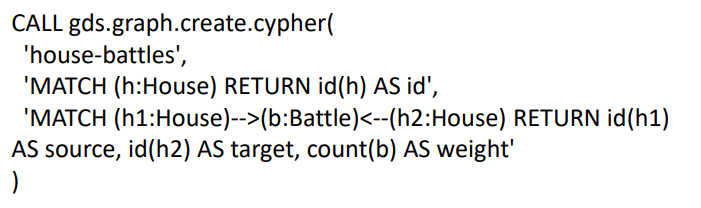 CALL gds.graph.create.cypher(
'house-battles',
'MATCH (h:House) RETURN id(h) AS id',
'MATCH (h1:House)-->(b:Battle)<--(h2:House) RETURN id(h1)
AS source, id(h2) AS target, count(b) AS weight'
)